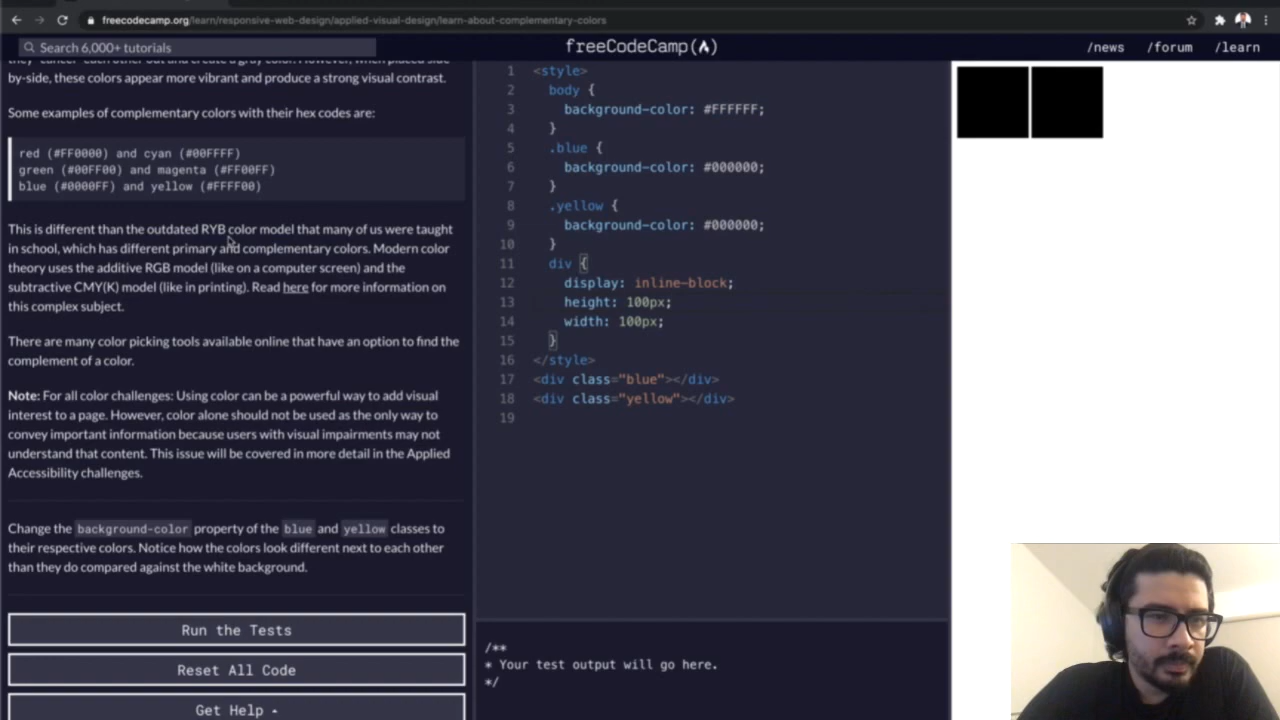 freecodecamp.org/learn/responsive-web-design/applied-visual-design/learn-about-complementary-colors
Search 6,000+ tutorials
freeCodeCamp
/news
/forum
/learn
they "cancel" each other out and create a gray color. However, when placed
side-by-side, these colors appear more vibrant and produce a strong visual contrast.
Some examples of complementary colors with their hex codes are:
red (#FF0000) and cyan (#00FFFF)
green (#00FF00) and magenta (#FF00FF)
blue (#0000FF) and yellow (#FFFF00)
This is different than the outdated RYB color model that many of us were taught
in school, which has different primary and complementary colors. Modern color
theory uses the additive RGB model (like on a computer screen) and the
subtractive CMY(K) model (like in printing). Read here for more information on
this complex subject.
There are many color picking tools available online that have an option to find the
complement of a color.
Note: For all color challenges: Using color can be a powerful way to add visual
interest to a page. However, color alone should not be used as the only way to
convey important information because users with visual impairments may not
understand that content. This issue will be covered in more detail in the Applied
Accessibility challenges.
Change the background-color property of the blue and yellow classes to
their respective colors. Notice how the colors look different next to each other
than they do compared against the white background.
Run the Tests
Reset All Code
Get Help
1 <style>
2 body {
3 background-color: #FFFFFF;
4 }
5 .blue {
6 background-color: #000000;
7 }
8 .yellow {
9 background-color: #000000;
10 }
11 div {
12 display: inline-block;
13 height: 100px;
14 width: 100px;
15 }
16 </style>
17 <div class="blue"></div>
18 <div class="yellow"></div>
19
/**
* Your test output will go here.
*/